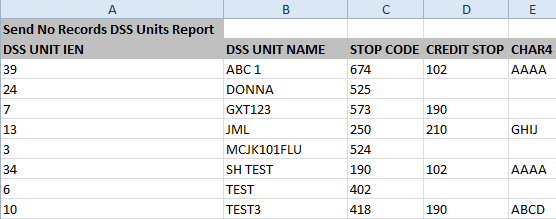 A B C D E
Send No Records DSS Units Report
DSS UNIT IEN DSS UNIT NAME STOP CODE CREDIT STOP CHAR4
39 ABC 1 674 102 AAAA
24 DONNA 525
7 GXT123 573 190
13 JML 250 210 GHIJ
3 MCJK101FLU 524
34 SH TEST 190 102 AAAA
6 TEST 402
10 TEST3 418 190 ABCD